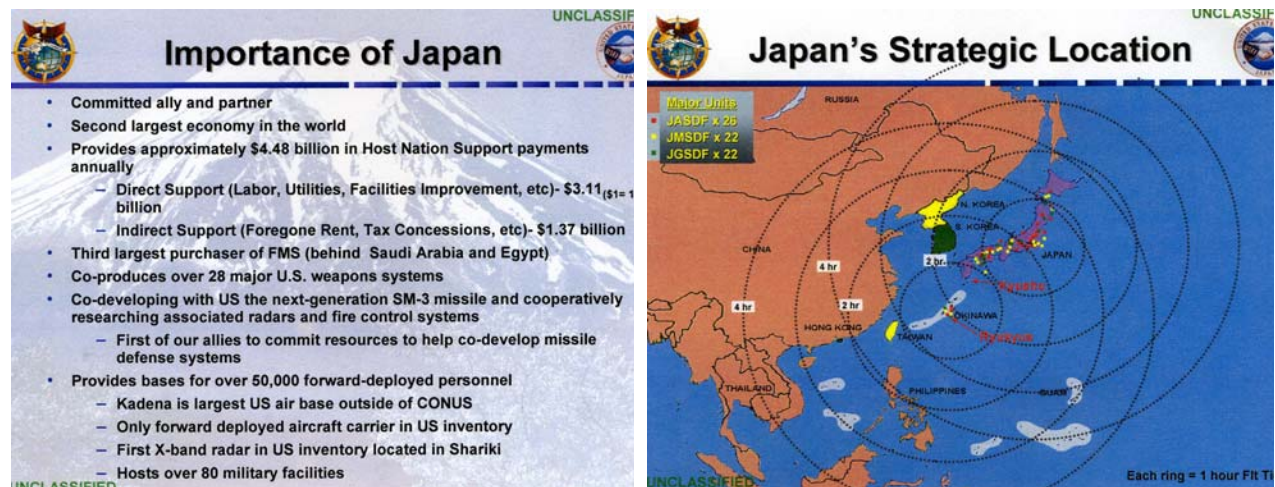 UNCLASSIF
Importance of Japan
• Committed ally and partner
• Second largest economy in the world
• Provides approximately $4.48 billion in Host Nation Support payments
annually
– Direct Support (Labor, Utilities, Facilities Improvement, etc)- $3.11 ($1= 1
billion
– Indirect Support (Foregone Rent, Tax Concessions, etc)- $1.37 billion
• Third largest purchaser of FMS (behind Saudi Arabia and Egypt)
• Co-produces over 28 major U.S. weapons systems
• Co-developing with US the next-generation SM-3 missile and cooperatively
researching associated radars and fire control systems
– First of our allies to commit resources to help co-develop missile
defense systems
• Provides bases for over 50,000 forward-deployed personnel
– Kadena is largest US air base outside of CONUS
– Only forward deployed aircraft carrier in US inventory
– First X-band radar in US inventory located in Shariki
– Hosts over 80 military facilities
UNCLASSIFIED
UNCLASSIF
Japan's Strategic Location
Major Units
JASDF x 26
JMSDF x 22
JGSDF x 22
RUSSIA
N. KOREA
S. KOREA
CHINA
JAPAN
4 hr
2 hr
Kyushu
4 hr
2 hr
OKINAWA
HONG KONG
TAIWAN
THAILAND
PHILIPPINES
GUAM
Each ring = 1 hour Flt Ti
UNCLASSIFIED